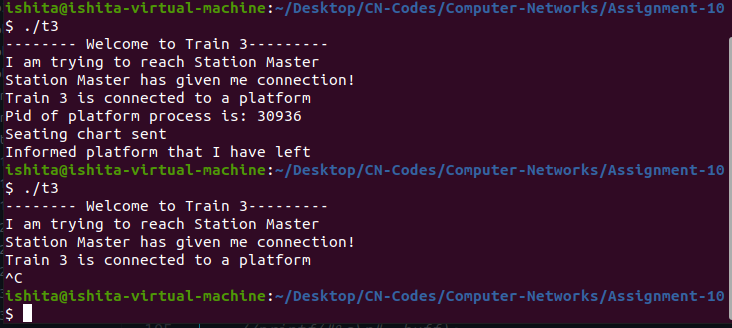 ishita@ishita-virtual-machine:~/Desktop/CN-Codes/Computer-Networks/Assignment-10
$ ./t3
-------- Welcome to Train 3---------
I am trying to reach Station Master
Station Master has given me connection!
Train 3 is connected to a platform
Pid of platform process is: 30936
Seating chart sent
Informed platform that I have left
ishita@ishita-virtual-machine:~/Desktop/CN-Codes/Computer-Networks/Assignment-10
$ ./t3
-------- Welcome to Train 3---------
I am trying to reach Station Master
Station Master has given me connection!
Train 3 is connected to a platform
^C
ishita@ishita-virtual-machine:~/Desktop/CN-Codes/Computer-Networks/Assignment-10
$